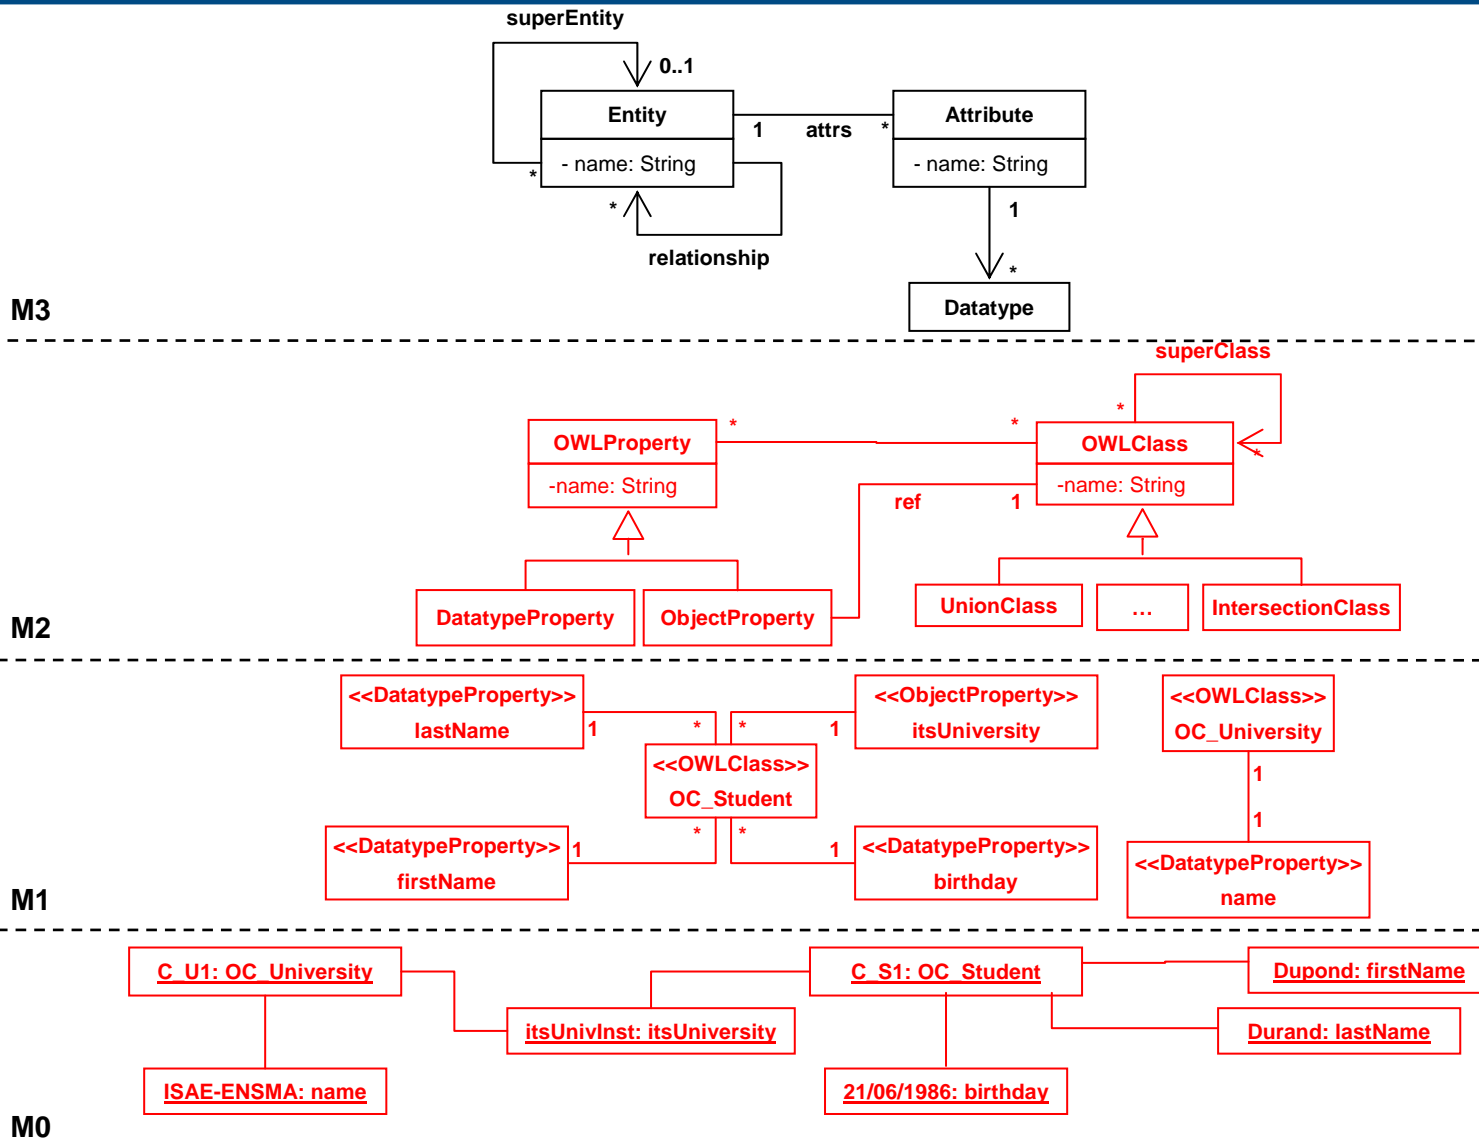 superEntity
0..1
Entity
1
attrs
*
Attribute
- name: String
- name: String
*
*
1
relationship
*
Datatype
M3
superClass
*
*
*
OWLProperty
OWLClass
*
-name: String
-name: String
ref
1
DatatypeProperty
ObjectProperty
UnionClass
...
IntersectionClass
M2
<<DatatypeProperty>>
lastName
1
*
*
1
<<ObjectProperty>>
itsUniversity
<<OWLClass>>
OC_University
<<OWLClass>>
OC_Student
1
1
*
*
<<DatatypeProperty>>
firstName
1
1
<<DatatypeProperty>>
birthday
<<DatatypeProperty>>
name
M1
C_U1: OC_University
C_S1: OC_Student
Dupond: firstName
itsUnivInst: itsUniversity
Durand: lastName
ISAE-ENSMA: name
21/06/1986: birthday
M0